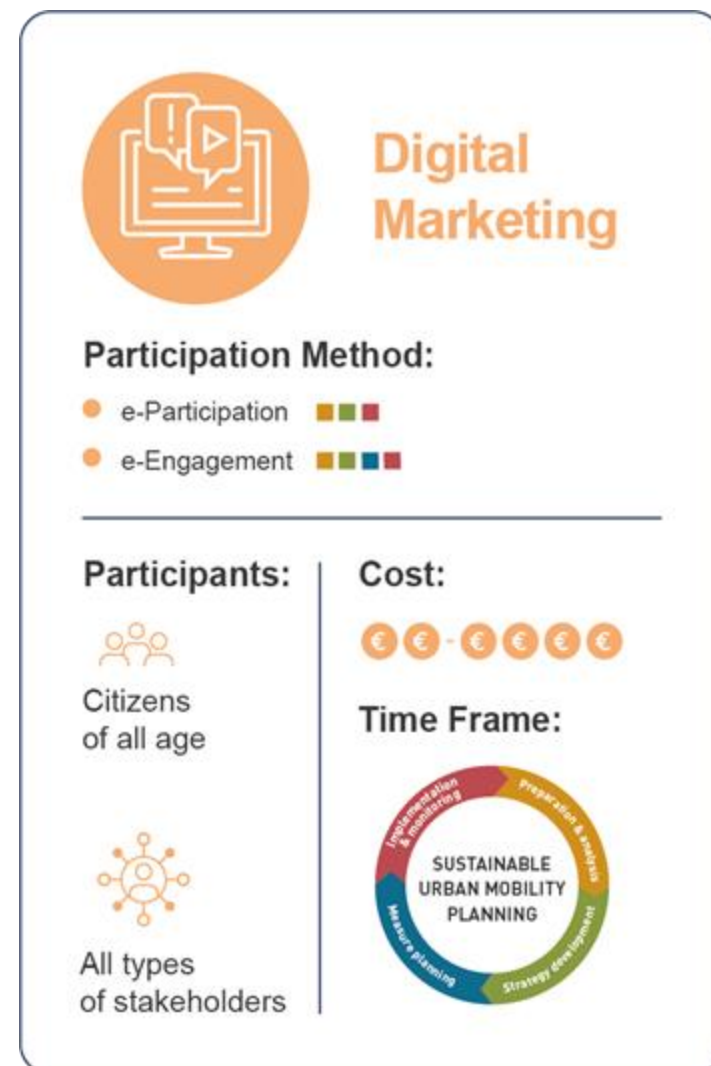 Digital
Marketing
Participation Method:
e-Participation
e-Engagement
Participants:
Citizens
of all age
All types
of stakeholders
Cost:
€ € - € € € €
Time Frame:
Implementation
& monitoring
Preparation & analysis
SUSTAINABLE
URBAN MOBILITY
PLANNING
Measure planning
Strategy development